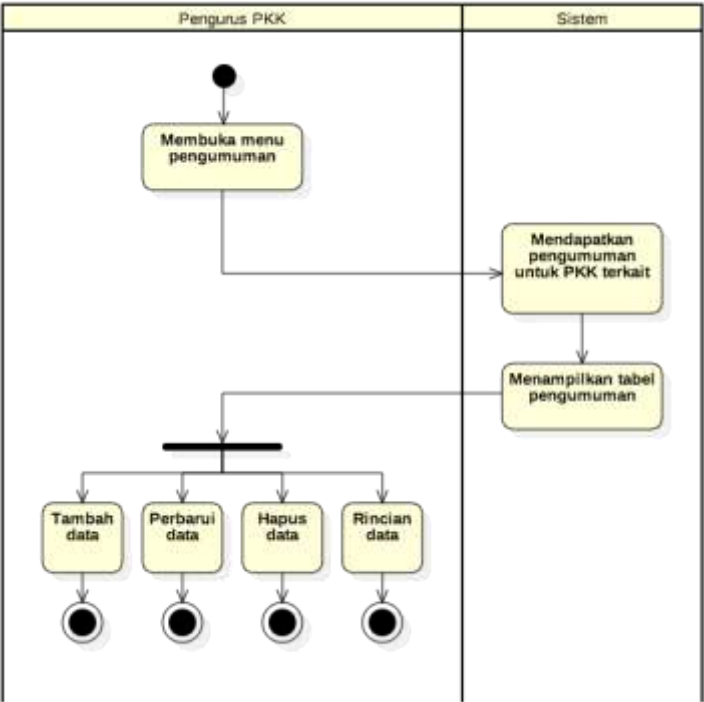 Pengurus PKK
Sistem
Membuka menu
pengumuman
Mendapatkan
pengumuman
untuk PKK terkait
Menampilkan tabel
pengumuman
Tambah
data
Perbarui
data
Hapus
data
Rincian
data